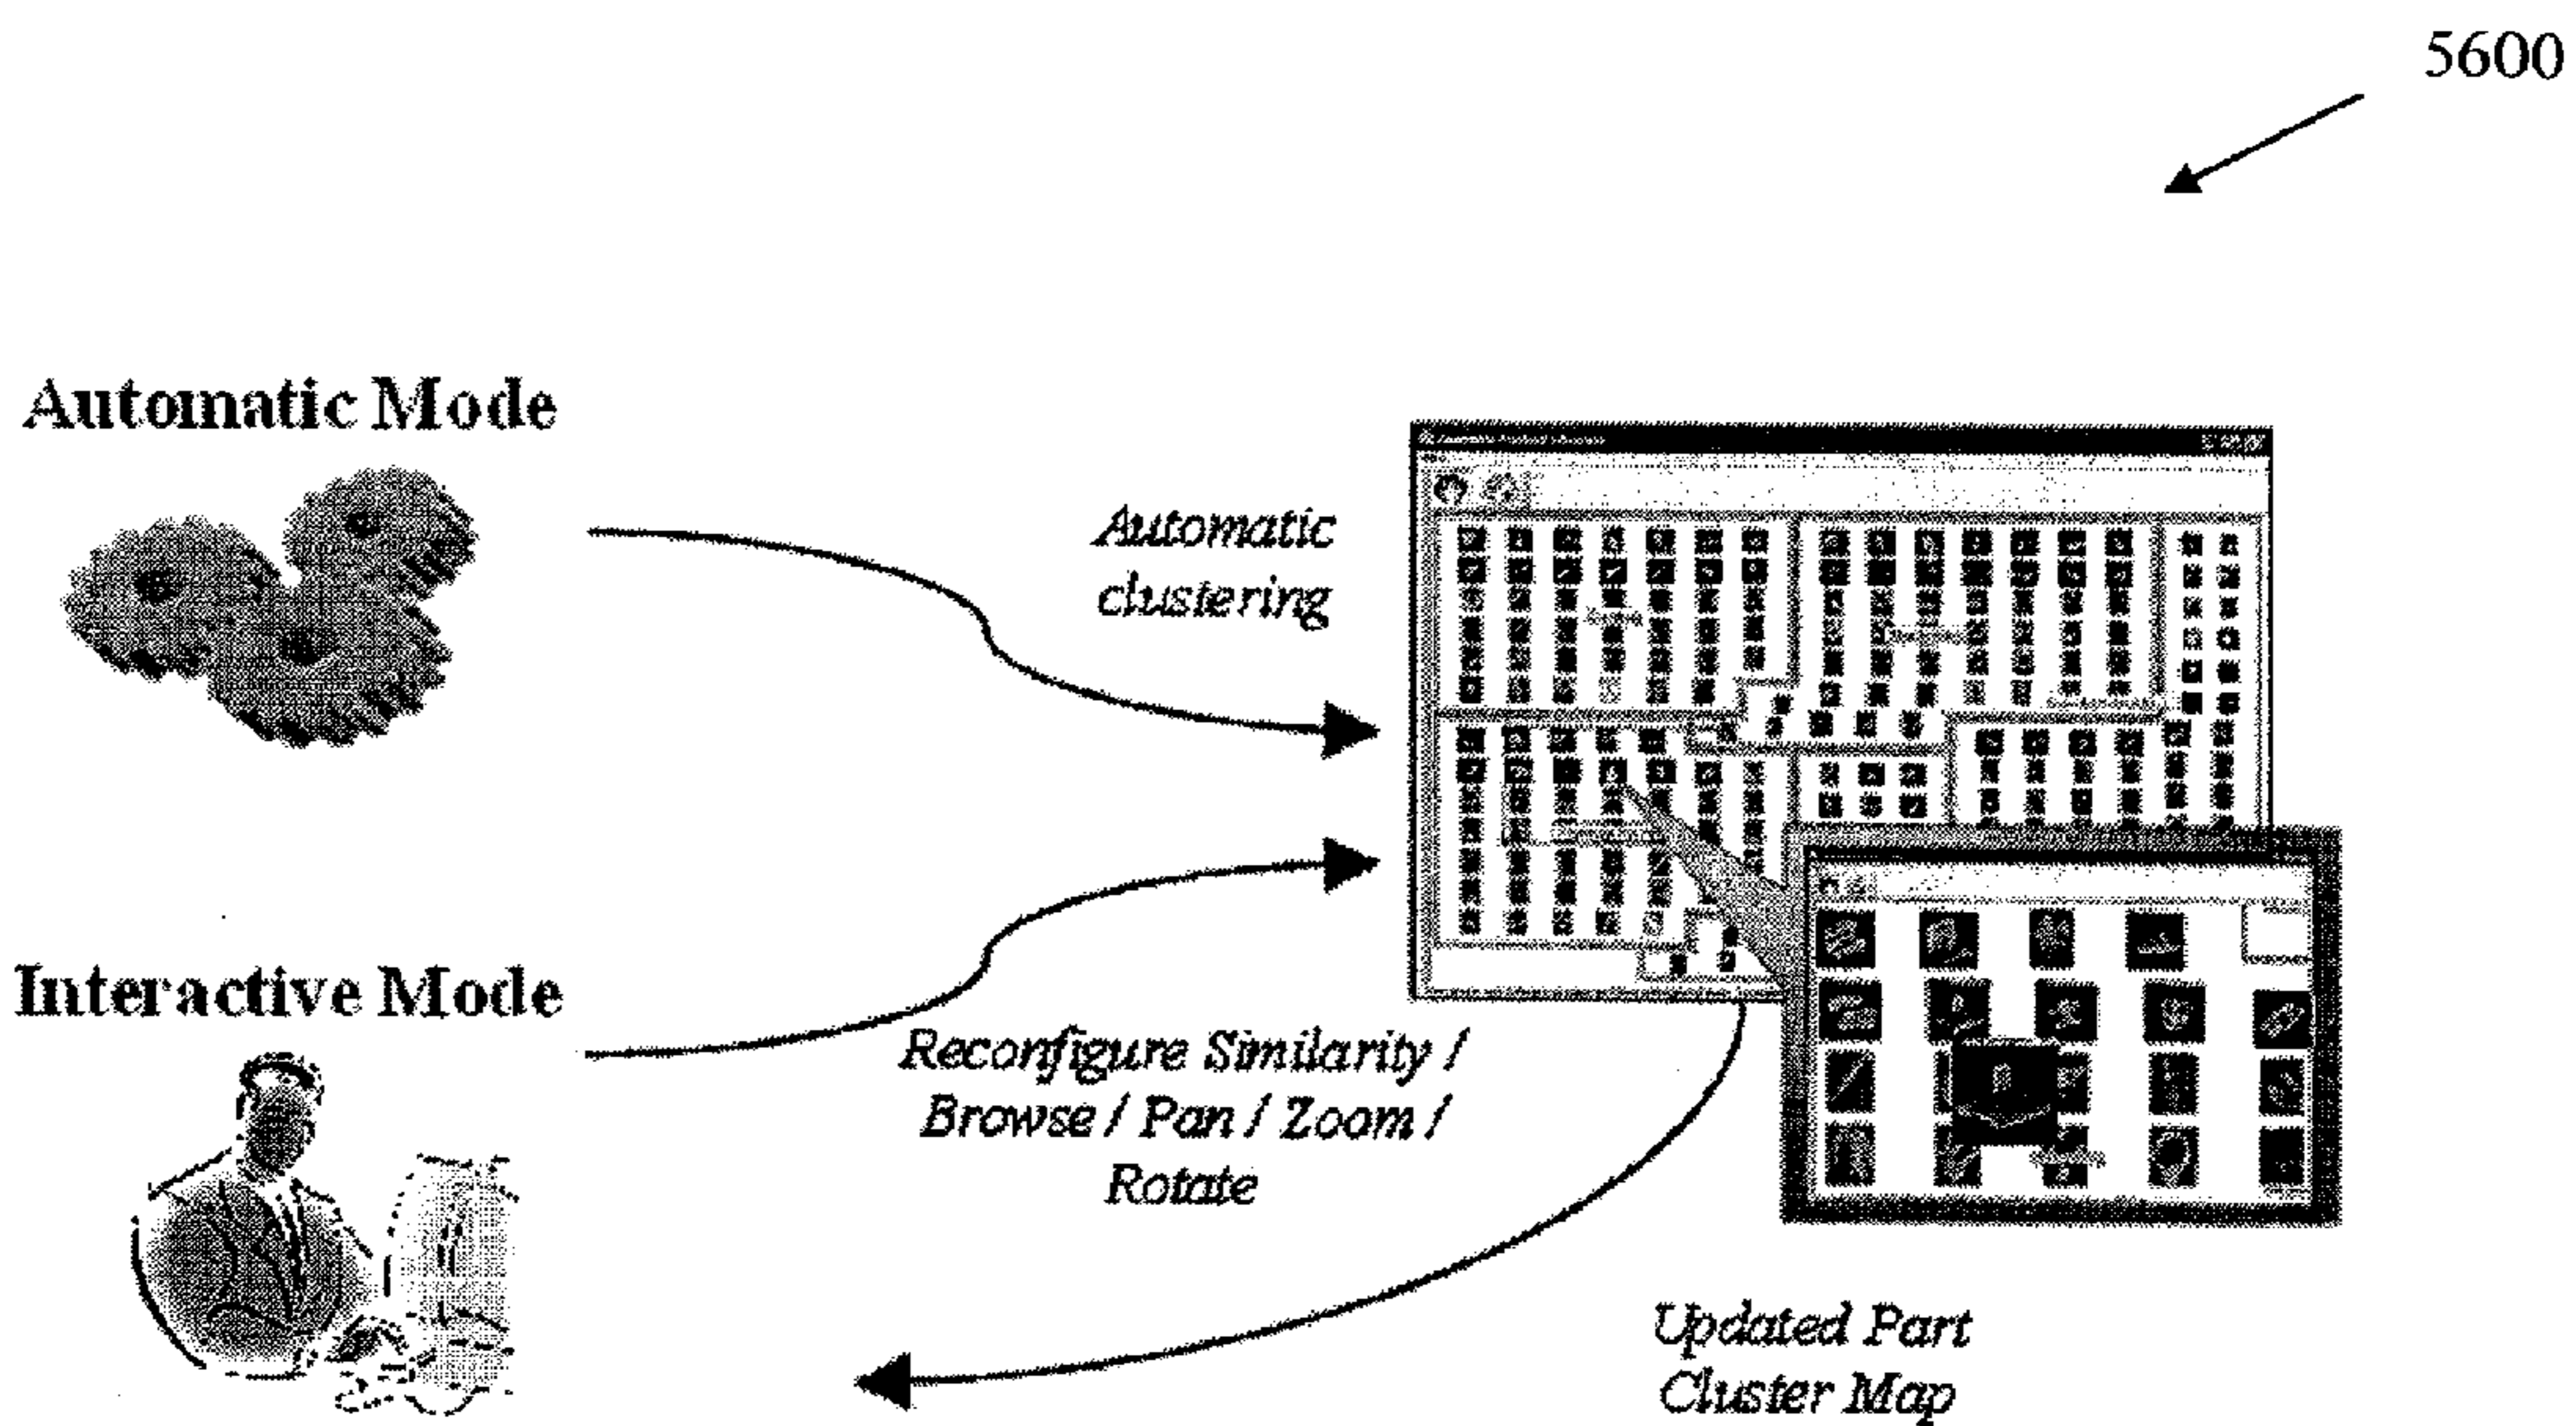 5600
Automatic Mode
Automatic
clustering
Interactive Mode
Reconfigure Similarity /
Browse / Pan / Zoom /
Rotate
Updated Part
Cluster Map